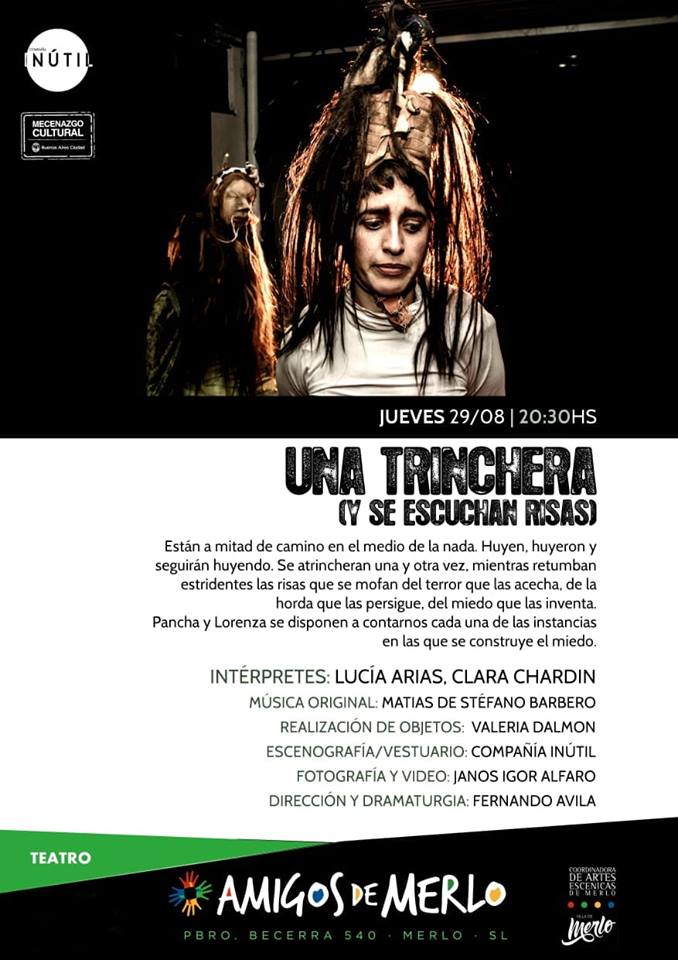 COMPAÑÍA
INÚTIL
MECENAZGO
CULTURAL
Buenos Aires Ciudad
JUEVES 29/08 | 20:30HS
UNA TRINCHERA
(Y SE ESCUCHAN RISAS)
Están a mitad de camino en el medio de la nada. Huyen, huyeron y
seguirán huyendo. Se atrincheran una y otra vez, mientras retumban
estridentes las risas que se mofan del terror que las acecha, de la
horda que las persigue, del miedo que las inventa.
Pancha y Lorenza se disponen a contarnos cada una de las instancias
en las que se construye el miedo.
INTÉRPRETES: LUCÍA ARIAS, CLARA CHARDIN
MÚSICA ORIGINAL: MATIAS DE STÉFANO BARBERO
REALIZACIÓN DE OBJETOS: VALERIA DALMON
ESCENOGRAFÍA/VESTUARIO: COMPAÑÍA INÚTIL
FOTOGRAFÍA Y VIDEO: JANOS IGOR ALFARO
DIRECCIÓN Y DRAMATURGIA: FERNANDO AVILA
TEATRO
AMIGOS DE MERLO
PBRO. BECERRA 540 · MERLO · SL
COORDINADORA
DE ARTES
ESCENICAS
DE MERLO
VILLA DE
Merlo